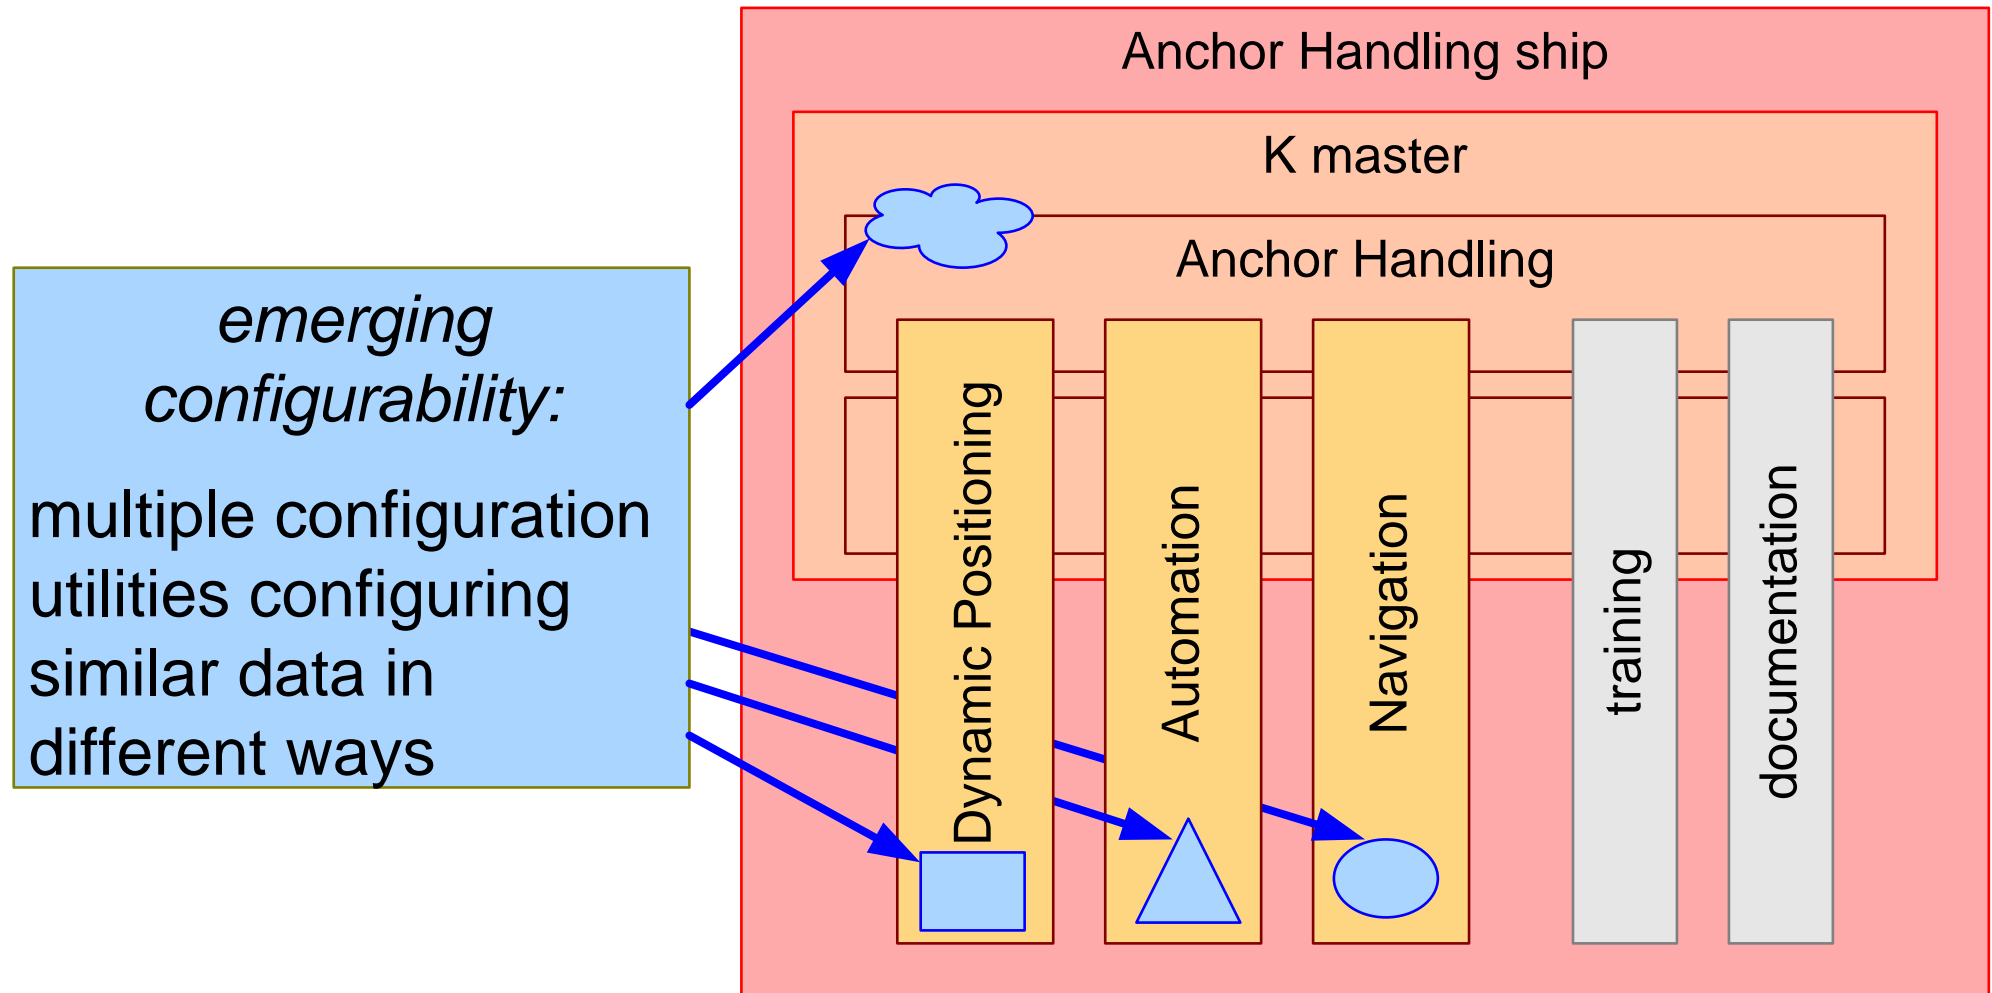 Anchor Handling ship
K master
Anchor Handling
emerging
configurability:
multiple configuration
utilities configuring
similar data in
different ways
Dynamic Positioning
Automation
Navigation
training
documentation